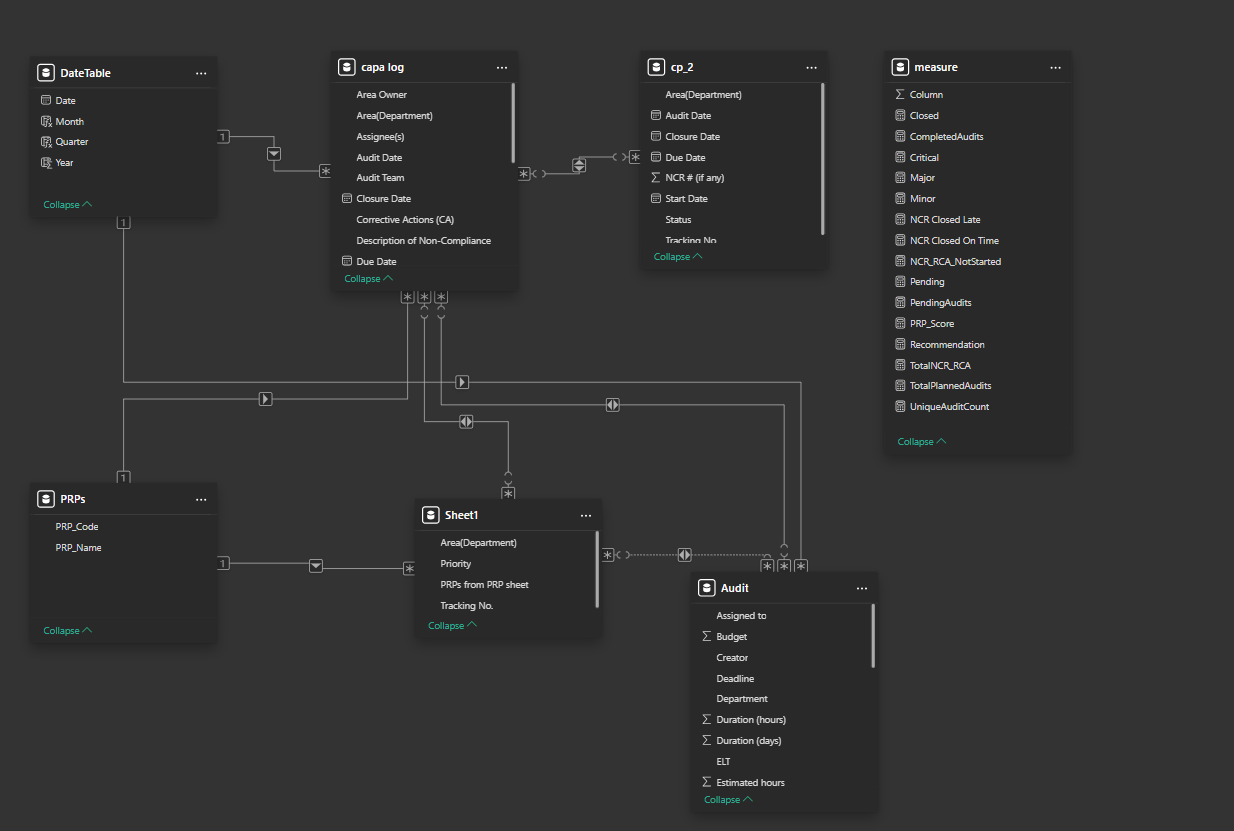 DateTable
Date
Month
Quarter
Year
Collapse
capa log
Area Owner
Area(Department)
Assignee(s)
Audit Date
Audit Team
Closure Date
Corrective Actions (CA)
Description of Non-Compliance
Due Date
Collapse
cp_2
Area(Department)
Audit Date
Closure Date
Due Date
NCR # (if any)
Start Date
Status
Tracking No
Collapse
measure
Column
Closed
CompletedAudits
Critical
Major
Minor
NCR Closed Late
NCR Closed On Time
NCR_RCA_NotStarted
Pending
PendingAudits
PRP_Score
Recommendation
TotalNCR_RCA
TotalPlannedAudits
UniqueAuditCount
Collapse
1
*
*
*
1
*
*
*
1
PRPs
PRP_Code
PRP_Name
Collapse
1
*
*
Sheet1
Area(Department)
Priority
PRPs from PRP sheet
Tracking No.
Collapse
*
*
*
*
Audit
Assigned to
Budget
Creator
Deadline
Department
Duration (hours)
Duration (days)
ELT
Estimated hours
Collapse